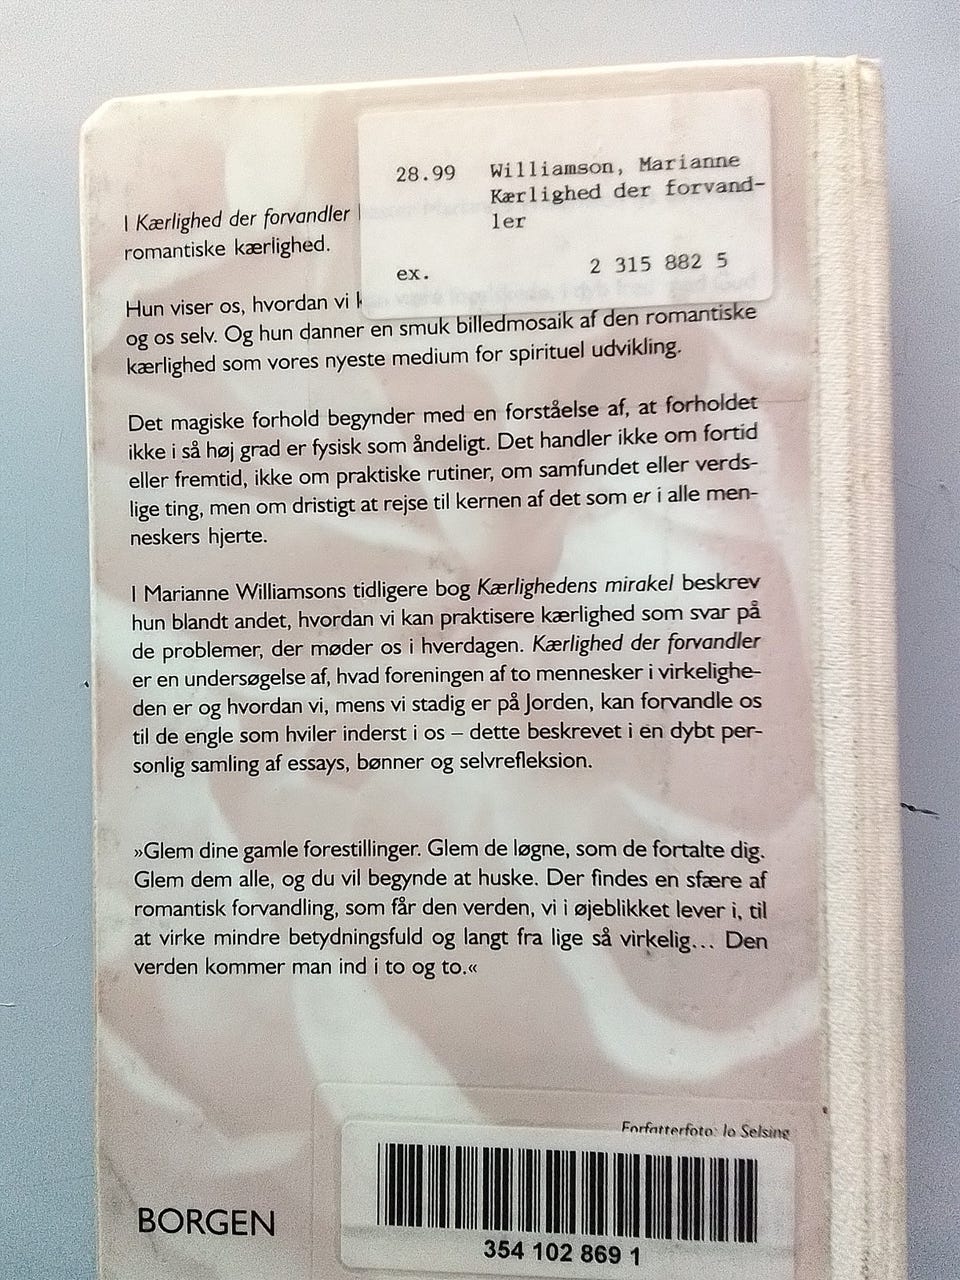 28.99 Williamson, Marianne
Kærlighed der forvand-
ler
ex. 2 315 882 5
I Kærlighed der forvandler
romantiske kærlighed.
Hun viser os, hvordan vi
og os selv. Og hun danner en smuk billedmosaik af den romantiske
kærlighed som vores nyeste medium for spirituel udvikling.
Det magiske forhold begynder med en forståelse af, at forholdet
ikke i så høj grad er fysisk som åndeligt. Det handler ikke om fortid
eller fremtid, ikke om praktiske rutiner, om samfundet eller verds-
lige ting, men om dristigt at rejse til kernen af det som er i alle men-
neskers hjerte.
I Marianne Williamsons tidligere bog Kærlighedens mirakel beskrev
hun blandt andet, hvordan vi kan praktisere kærlighed som svar på
de problemer, der møder os i hverdagen. Kærlighed der forvandler
er en undersøgelse af, hvad foreningen af to mennesker i virkelighe-
den er og hvordan vi, mens vi stadig er på Jorden, kan forvandle os
til de engle som hviler inderst i os – dette beskrevet i en dybt per-
sonlig samling af essays, bønner og selvrefleksion.
»Glem dine gamle forestillinger. Glem de løgne, som de fortalte dig.
Glem dem alle, og du vil begynde at huske. Der findes en sfære af
romantisk forvandling, som får den verden, vi i øjeblikket lever i, til
at virke mindre betydningsfuld og langt fra lige så virkelig... Den
verden kommer man ind i to og to.«
Forfatterfoto: Jo Selsing
BORGEN
354 102 869 1